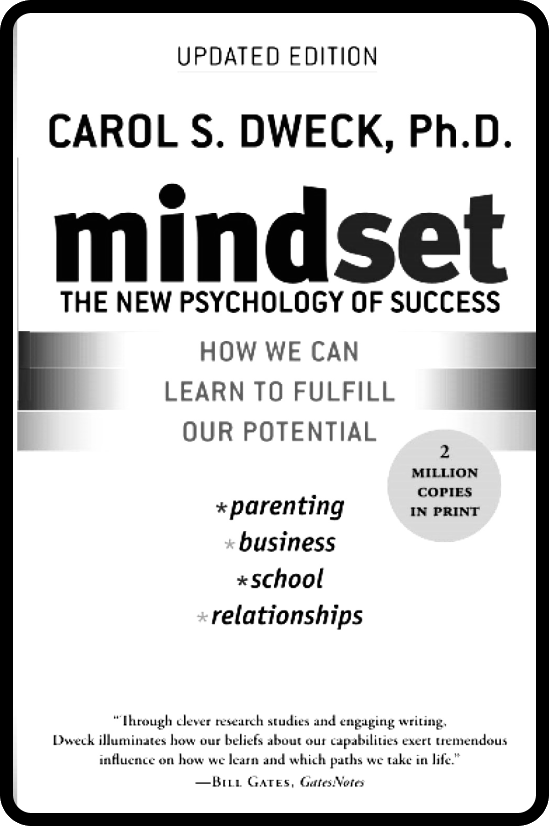 UPDATED EDITION
CAROL S. DWECK, Ph.D.
mindset
THE NEW PSYCHOLOGY OF SUCCESS
HOW WE CAN
LEARN TO FULFILL
OUR POTENTIAL
2
MILLION
COPIES
IN PRINT
*parenting
*business
*school
*relationships
“Through clever research studies and engaging writing,
Dweck illuminates how our beliefs about our capabilities exert tremendous
influence on how we learn and which paths we take in life.”
—BILL GATES, GatesNotes